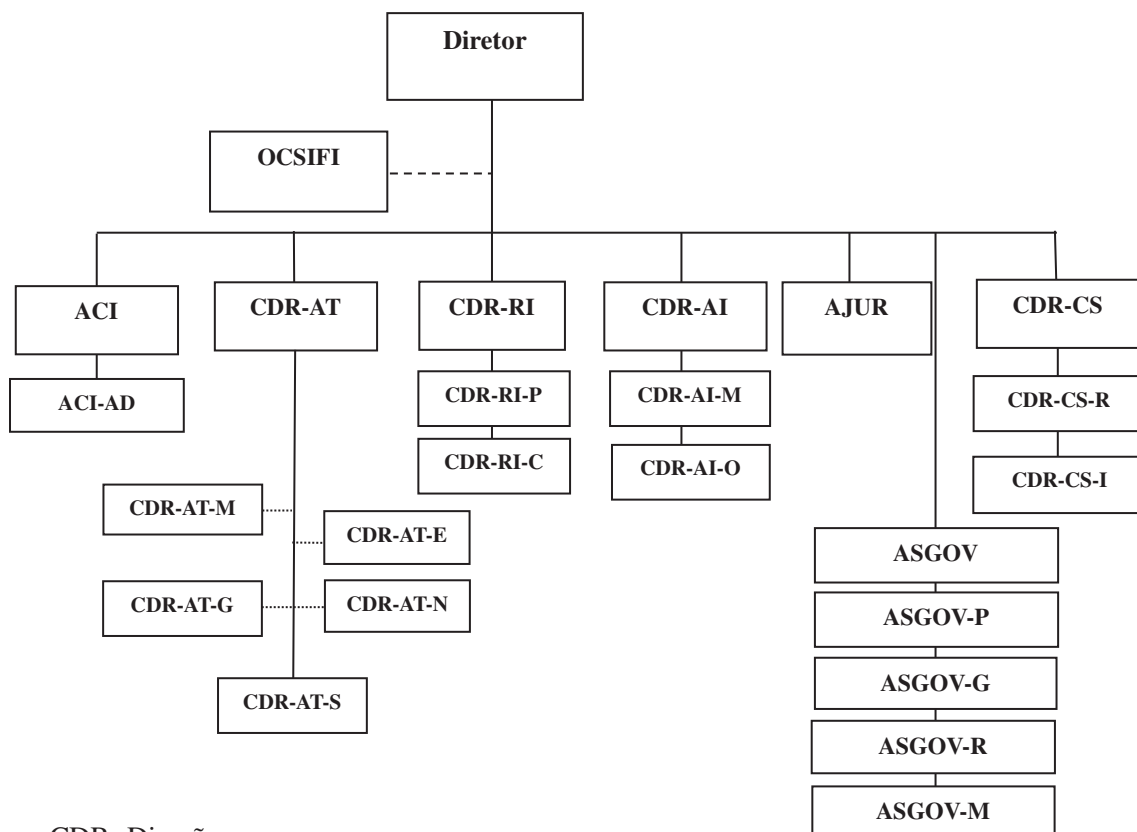 Diretor
OCSIFI
ACI
CDR-AT
CDR-RI
CDR-AI
AJUR
CDR-CS
ACI-AD
CDR-RI-P
CDR-AI-M
CDR-CS-R
CDR-RI-C
CDR-AI-O
CDR-CS-I
CDR-AT-M
CDR-AT-E
CDR-AT-G
CDR-AT-N
CDR-AT-S
ASGOV
ASGOV-P
ASGOV-G
ASGOV-R
ASGOV-M